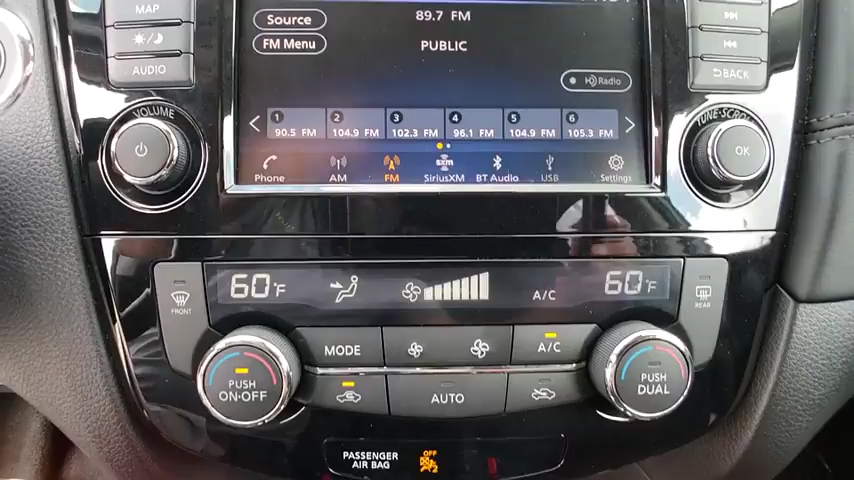 MAP
AUDIO
VOLUME
Source
FM Menu
89.7 FM
PUBLIC
HD Radio
1 2 3 4 5 6
90.5 FM 104.9 FM 102.3 FM 96.1 FM 104.9 FM 105.3 FM
Phone AM FM SiriusXM BT Audio USB Settings
sxm
BACK
TUNE·SCROLL
OK
60°F A/C 60°F
FRONT
REAR
MODE A/C
PUSH
ON·OFF
AUTO
PUSH
DUAL
PASSENGER
AIR BAG
OFF
2